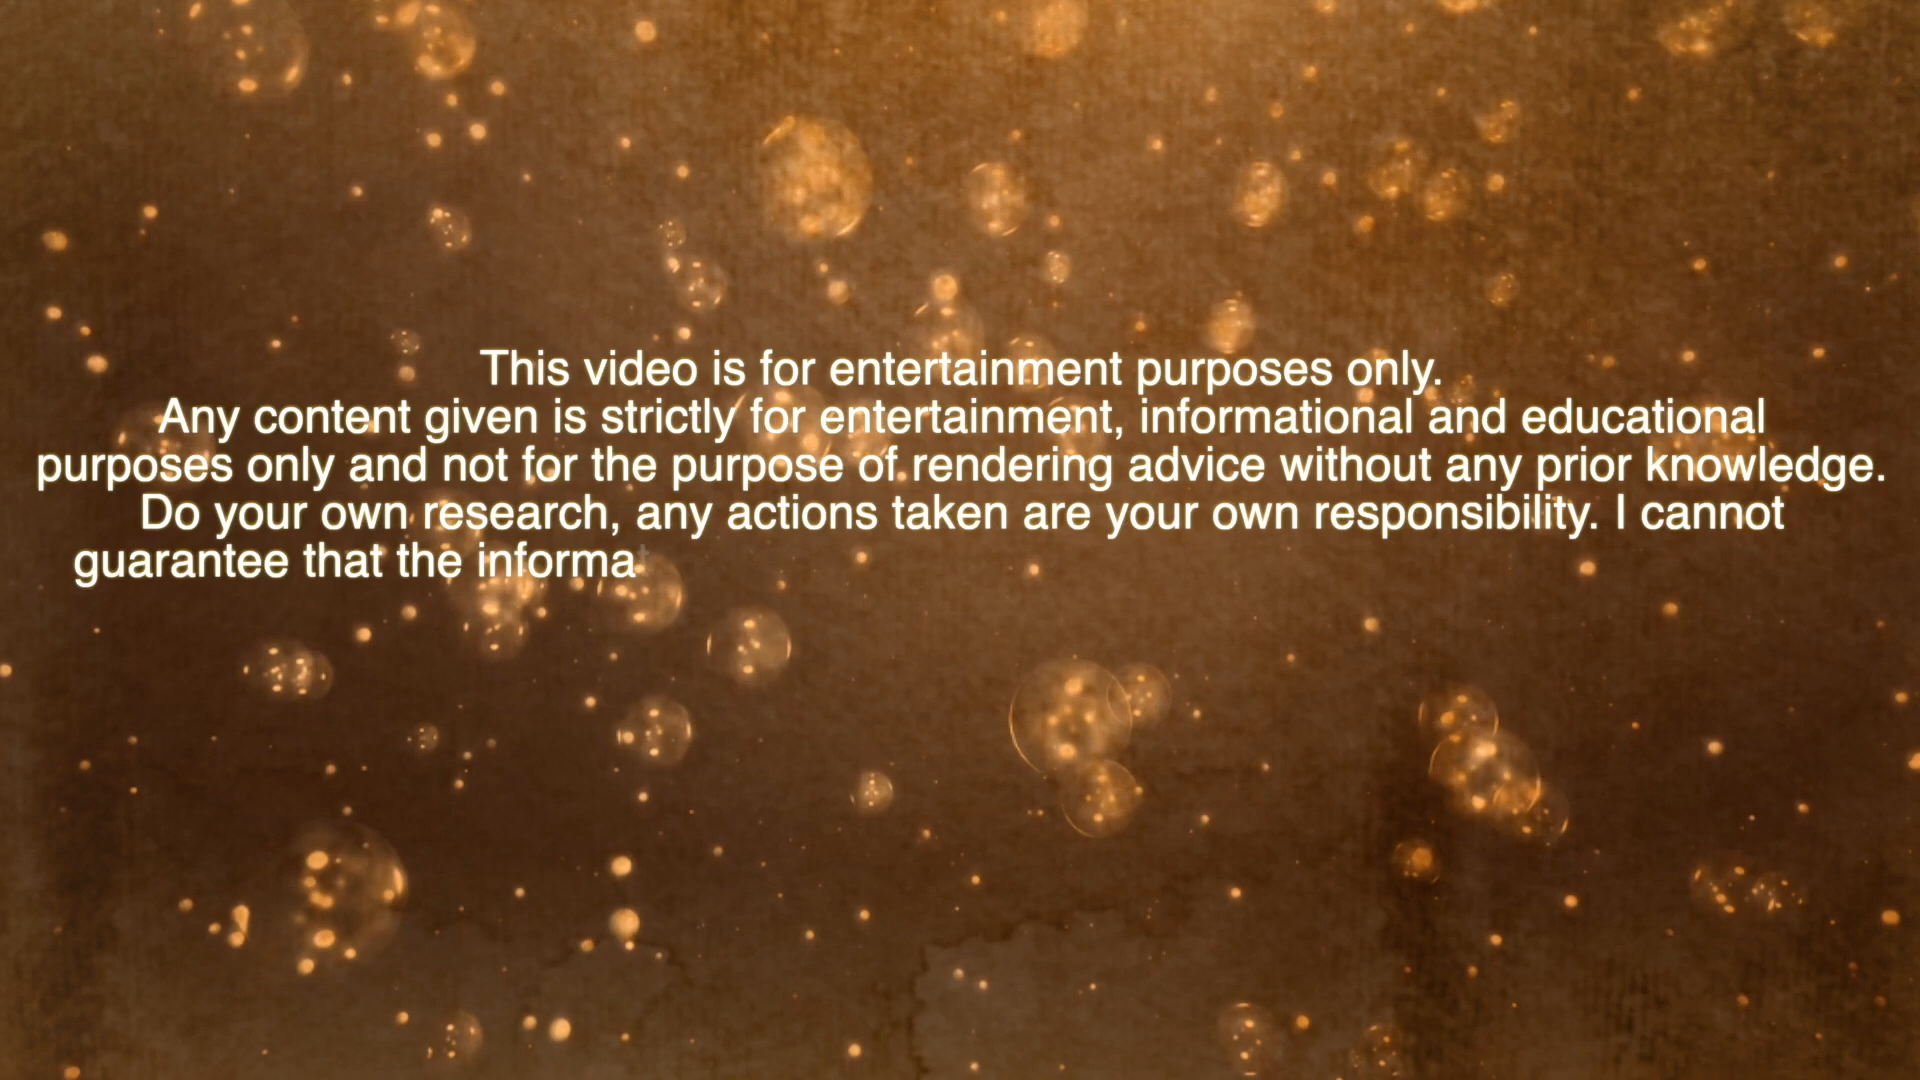 This video is for entertainment purposes only.
Any content given is strictly for entertainment, informational and educational
purposes only and not for the purpose of rendering advice without any prior knowledge.
Do your own research, any actions taken are your own responsibility. I cannot
guarantee that the informat